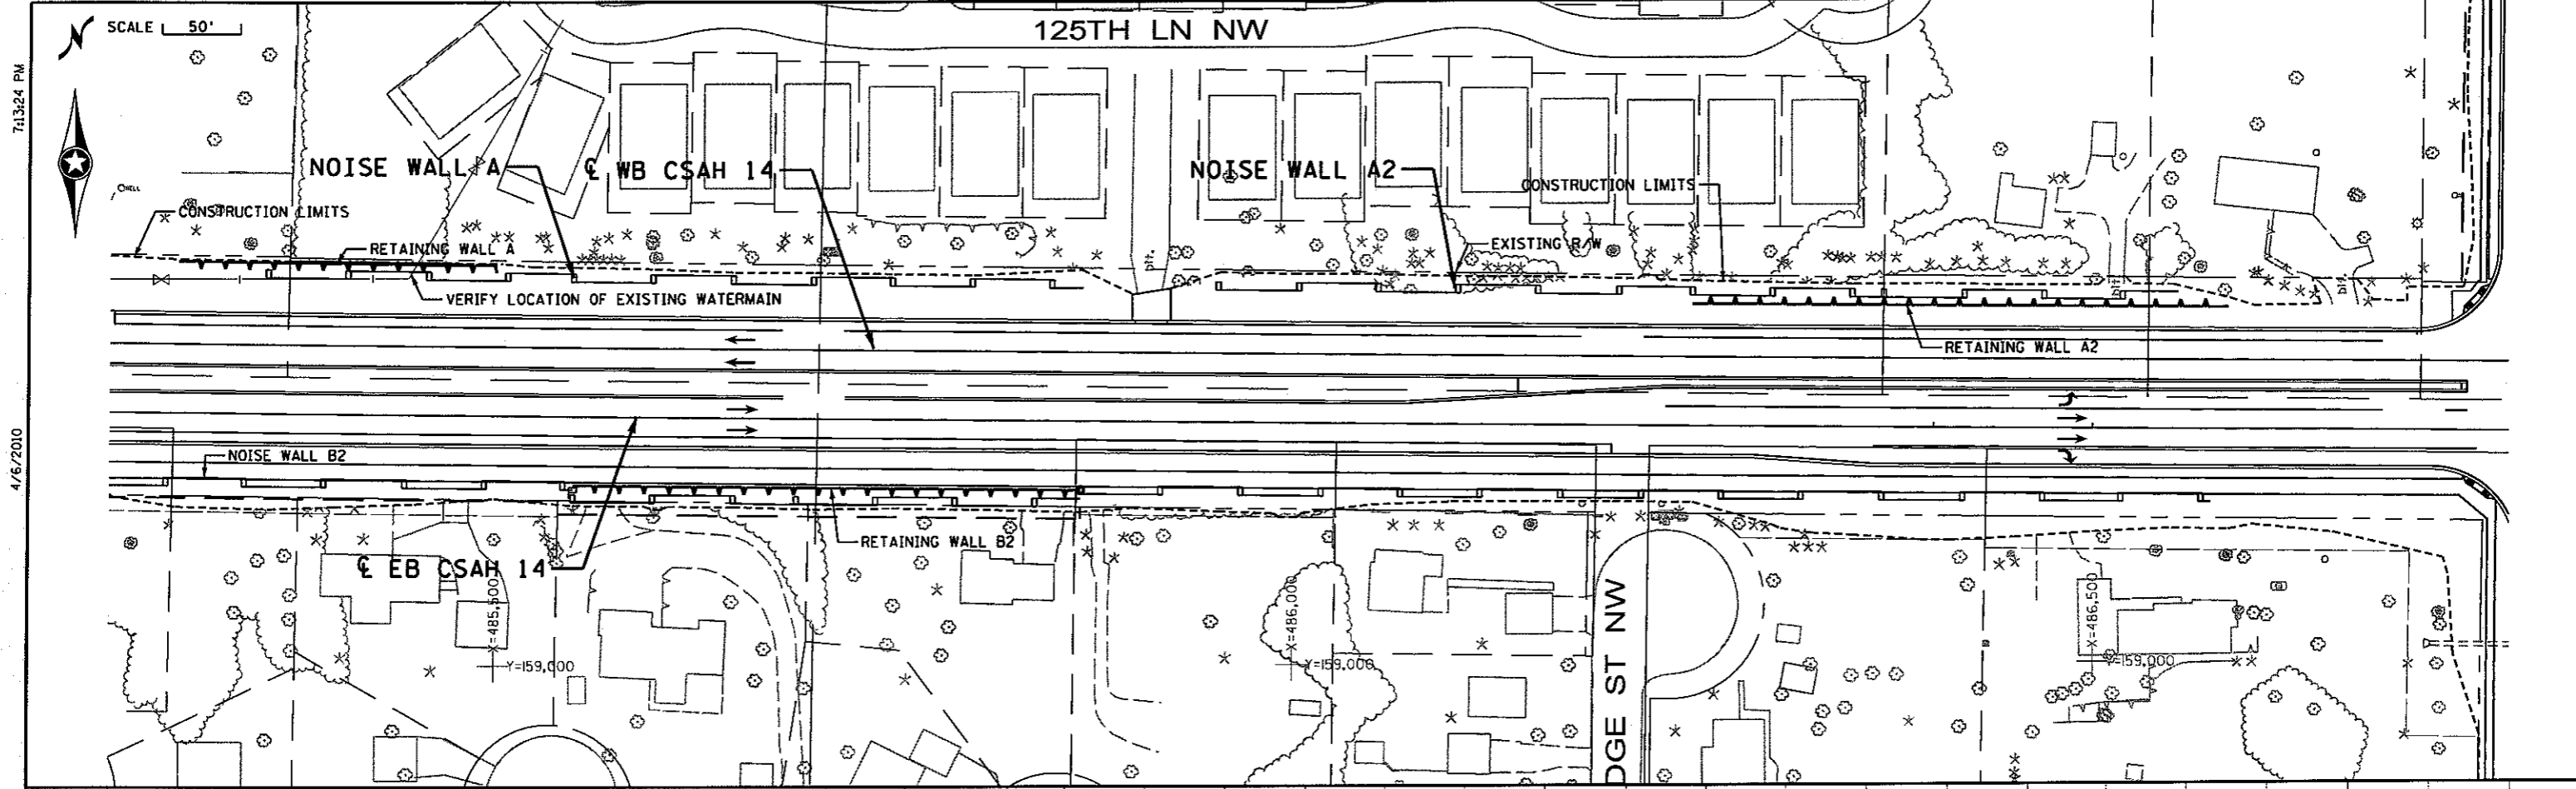 SCALE 50'
N
125TH LN NW
7:13:24 PM
NOISE WALL A
℄ WB CSAH 14
NOISE WALL A2
CONSTRUCTION LIMITS
CONSTRUCTION LIMITS
RETAINING WALL A
EXISTING R/W
bit.
VERIFY LOCATION OF EXISTING WATERMAIN
RETAINING WALL A2
4/6/2010
NOISE WALL B2
RETAINING WALL B2
℄ EB CSAH 14
X=485,500
Y=159,000
X=486,000
Y=159,000
DGE ST NW
X=486,500
Y=159,000